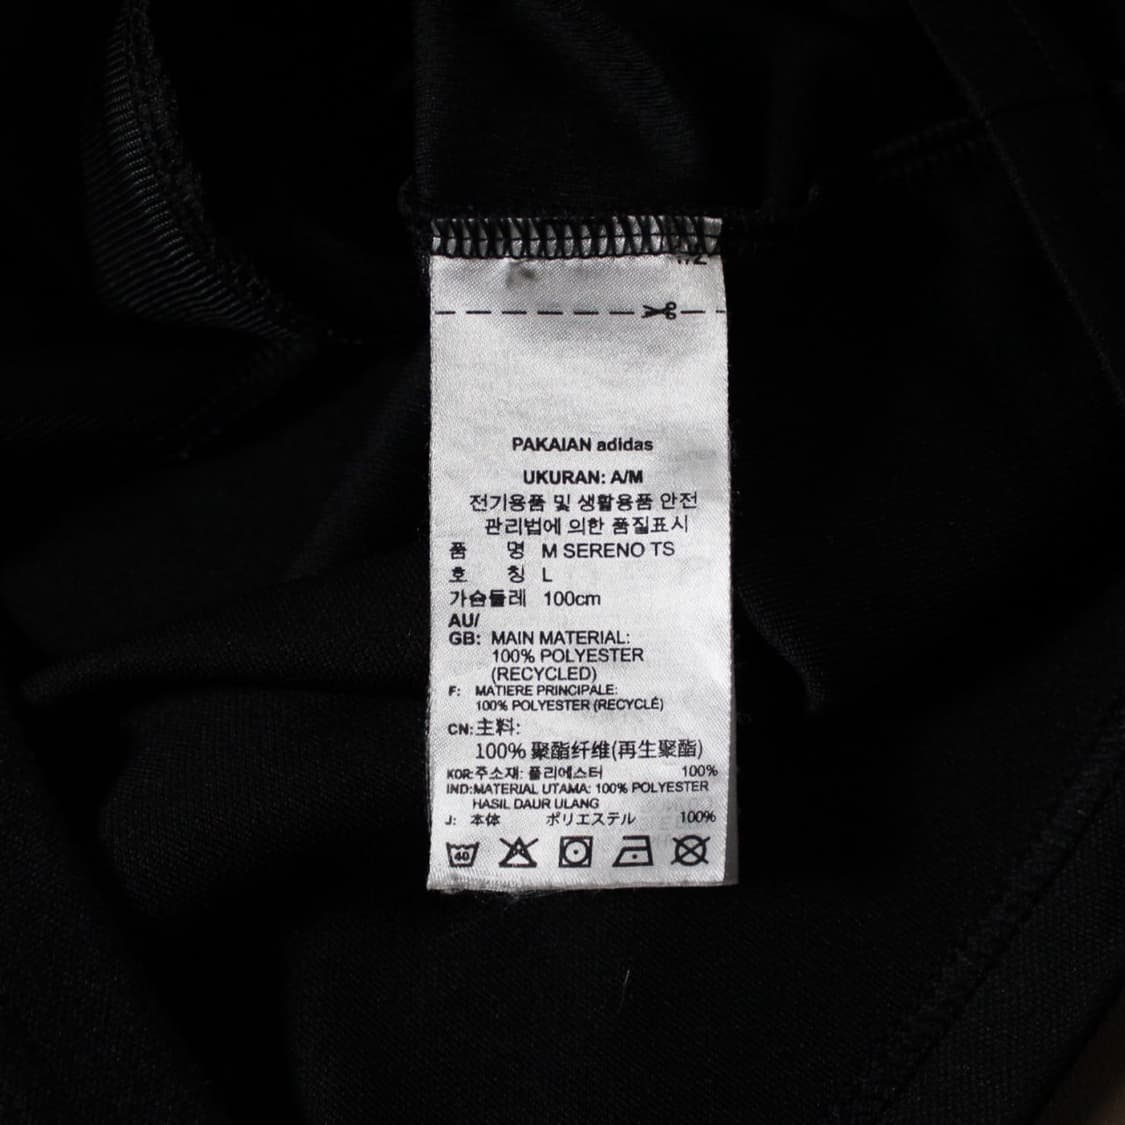 PAKAIAN adidas
UKURAN: A/M
전기용품 및 생활용품 안전
관리법에 의한 품질표시
품 명 M SERENO TS
호 칭 L
가슴둘레 100cm
AU/
GB: MAIN MATERIAL:
100% POLYESTER
(RECYCLED)
F: MATIERE PRINCIPALE:
100% POLYESTER (RECYCLÉ)
CN: 主料:
100% 聚酯纤维(再生聚酯)
KOR: 주소재: 폴리에스터 100%
IND: MATERIAL UTAMA: 100% POLYESTER
HASIL DAUR ULANG
J: 本体 ポリエステル 100%
40